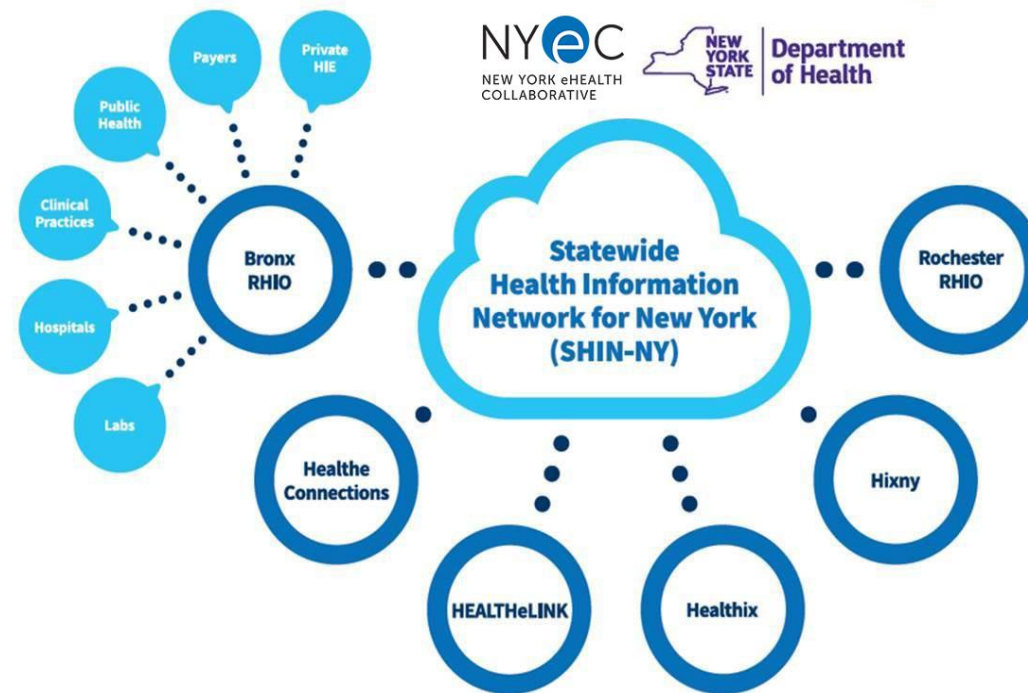 NYeC
NEW YORK eHEALTH
COLLABORATIVE
NEW
YORK
STATE
Department
of Health
Payers
Private
HIE
Public
Health
Clinical
Practices
Hospitals
Labs
Bronx
RHIO
Statewide
Health Information
Network for New York
(SHIN-NY)
Rochester
RHIO
Healthe
Connections
HEALTHeLINK
Healthix
Hixny